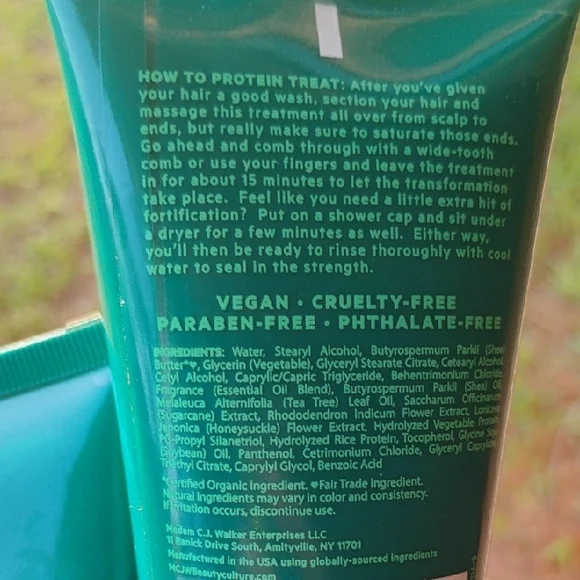 HOW TO PROTEIN TREAT: After you've given
your hair a good wash, section your hair and
massage this treatment all over from scalp to
ends, but really make sure to saturate those ends.
Go ahead and comb through with a wide-tooth
comb or use your fingers and leave the treatment
in for about 15 minutes to let the transformation
take place. Feel like you need a little extra hit of
fortification? Put on a shower cap and sit under
a dryer for a few minutes as well. Either way,
you'll then be ready to rinse thoroughly with cool
water to seal in the strength.
VEGAN • CRUELTY-FREE
PARABEN-FREE • PHTHALATE-FREE
INGREDIENTS: Water, Stearyl Alcohol, Butyrospermum Parkii (Shea
Butter*♥, Glycerin (Vegetable), Glyceryl Stearate Citrate, Cetearyl Alcohol,
Cetyl Alcohol, Caprylic/Capric Triglyceride, Behentrimonium Chloride,
Fragrance (Essential Oil Blend), Butyrospermum Parkii (Shea) Oil,
Melaleuca Alternifolia (Tea Tree) Leaf Oil, Saccharum Officinarum
(Sugarcane) Extract, Rhododendron Indicum Flower Extract, Lonicera
Japonica (Honeysuckle) Flower Extract, Hydrolyzed Vegetable Protein
PG-Propyl Silanetriol, Hydrolyzed Rice Protein, Tocopherol, Glycine Soja
(Soybean) Oil, Panthenol, Cetrimonium Chloride, Glyceryl Caprylate,
Triethyl Citrate, Caprylyl Glycol, Benzoic Acid
*Certified Organic Ingredient. ♥Fair Trade Ingredient.
Natural ingredients may vary in color and consistency.
If irritation occurs, discontinue use.
Madam C.J. Walker Enterprises LLC
11 Ranick Drive South, Amityville, NY 11701
Manufactured in the USA using globally-sourced ingredients
MCJWBeautyculture.com